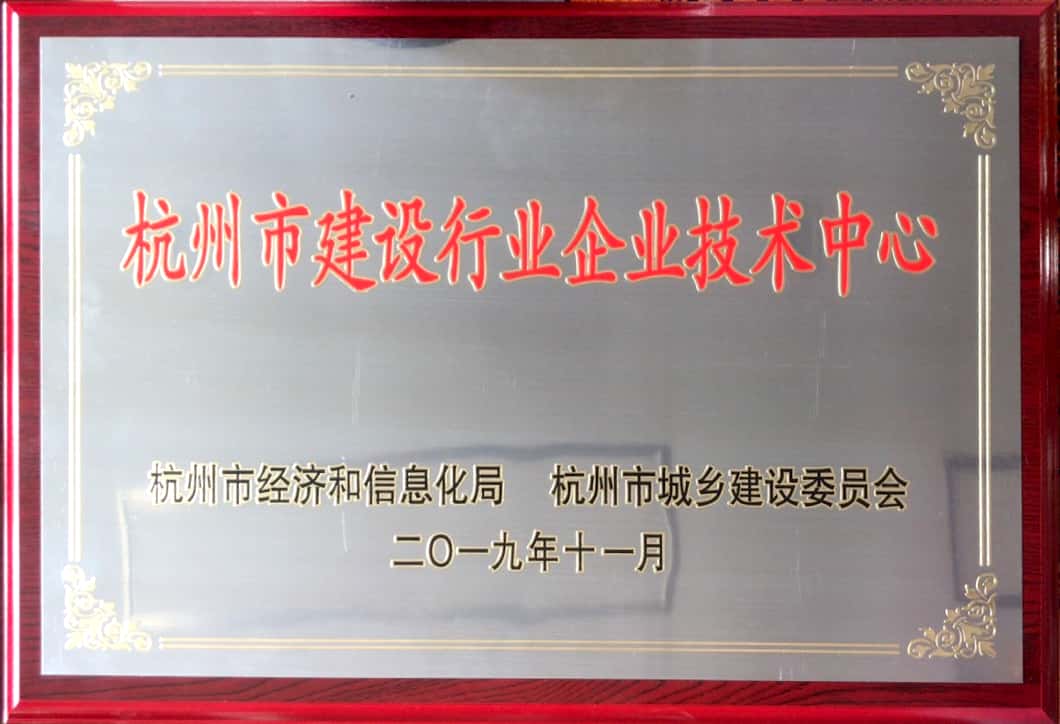 杭州市建设行业企业技术中心
杭州市经济和信息化局 杭州市城乡建设委员会
二〇一九年十一月